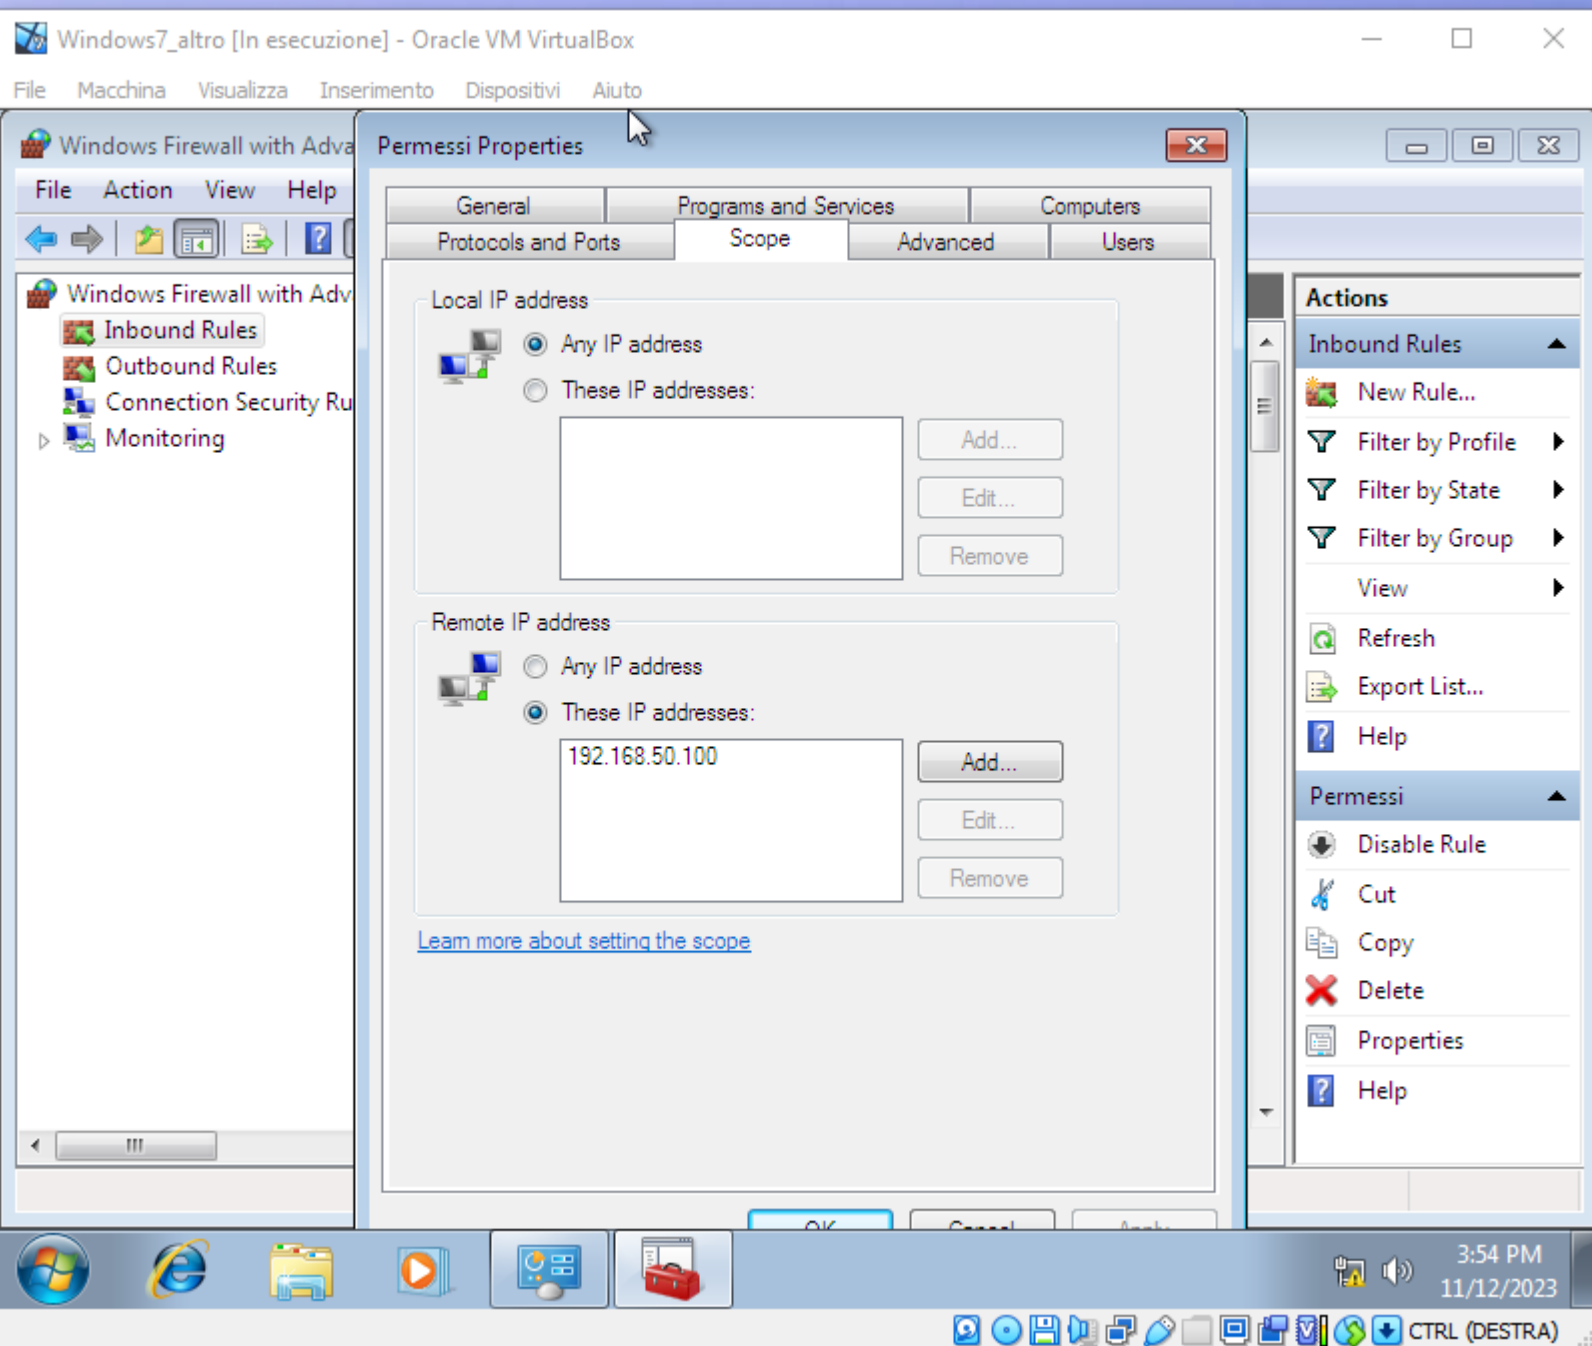 Windows7_altro [In esecuzione] - Oracle VM VirtualBox
File Macchina Visualizza Inserimento Dispositivi Aiuto
Windows Firewall with Adva
File Action View Help
Windows Firewall with Adv
Inbound Rules
Outbound Rules
Connection Security Ru
Monitoring
Permessi Properties
General Programs and Services Computers
Protocols and Ports Scope Advanced Users
Local IP address
Any IP address
These IP addresses:
Add...
Edit...
Remove
Remote IP address
Any IP address
These IP addresses:
192.168.50.100
Add...
Edit...
Remove
Learn more about setting the scope
OK Cancel Apply
Actions
Inbound Rules
New Rule...
Filter by Profile
Filter by State
Filter by Group
View
Refresh
Export List...
Help
Permessi
Disable Rule
Cut
Copy
Delete
Properties
Help
3:54 PM
11/12/2023
CTRL (DESTRA)